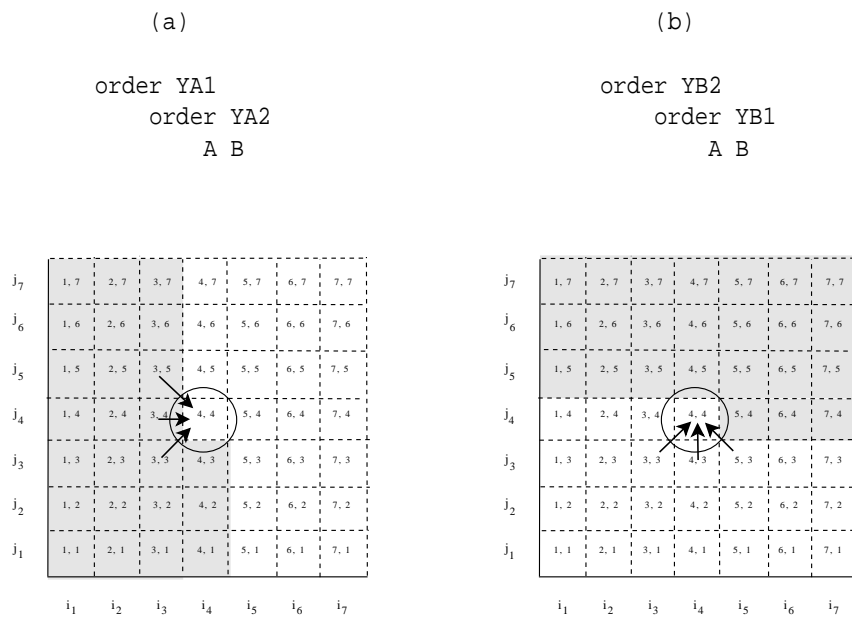 (a) (b)
order YA1 order YB2
order YA2 order YB1
A B A B
j7 1, 7 2, 7 3, 7 4, 7 5, 7 6, 7 7, 7 j7 1, 7 2, 7 3, 7 4, 7 5, 7 6, 7 7, 7
j6 1, 6 2, 6 3, 6 4, 6 5, 6 6, 6 7, 6 j6 1, 6 2, 6 3, 6 4, 6 5, 6 6, 6 7, 6
j5 1, 5 2, 5 3, 5 4, 5 5, 5 6, 5 7, 5 j5 1, 5 2, 5 3, 5 4, 5 5, 5 6, 5 7, 5
j4 1, 4 2, 4 3, 4 4, 4 5, 4 6, 4 7, 4 j4 1, 4 2, 4 3, 4 4, 4 5, 4 6, 4 7, 4
j3 1, 3 2, 3 3, 3 4, 3 5, 3 6, 3 7, 3 j3 1, 3 2, 3 3, 3 4, 3 5, 3 6, 3 7, 3
j2 1, 2 2, 2 3, 2 4, 2 5, 2 6, 2 7, 2 j2 1, 2 2, 2 3, 2 4, 2 5, 2 6, 2 7, 2
j1 1, 1 2, 1 3, 1 4, 1 5, 1 6, 1 7, 1 j1 1, 1 2, 1 3, 1 4, 1 5, 1 6, 1 7, 1
i1 i2 i3 i4 i5 i6 i7 i1 i2 i3 i4 i5 i6 i7